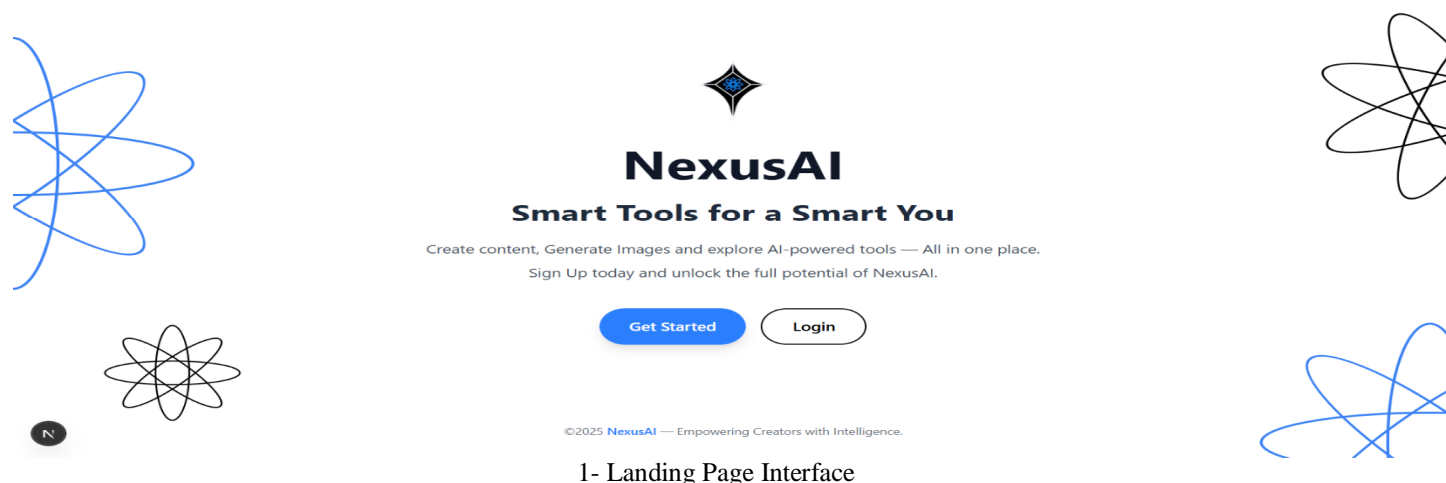 NexusAI
Smart Tools for a Smart You
Create content, Generate Images and explore AI-powered tools — All in one place.
Sign Up today and unlock the full potential of NexusAI.
Get Started
Login
N
©2025 NexusAI — Empowering Creators with Intelligence.
1- Landing Page Interface